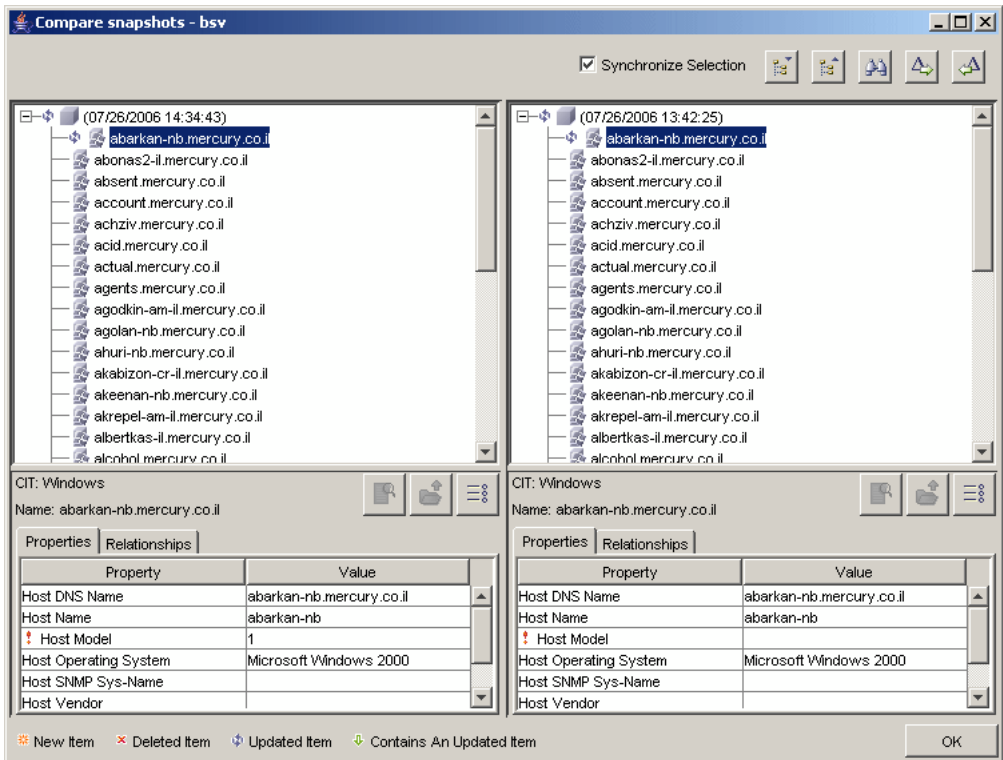 Compare snapshots - bsv
Synchronize Selection
(07/26/2006 14:34:43)
abarkan-nb.mercury.co.il
abonas2-il.mercury.co.il
absent.mercury.co.il
account.mercury.co.il
achziv.mercury.co.il
acid.mercury.co.il
actual.mercury.co.il
agents.mercury.co.il
agodkin-am-il.mercury.co.il
agolan-nb.mercury.co.il
ahuri-nb.mercury.co.il
akabizon-cr-il.mercury.co.il
akeenan-nb.mercury.co.il
akrepel-am-il.mercury.co.il
albertkas-il.mercury.co.il
alcohol.mercury.co.il
CIT: Windows
Name: abarkan-nb.mercury.co.il
Properties Relationships
Property Value
Host DNS Name abarkan-nb.mercury.co.il
Host Name abarkan-nb
Host Model 1
Host Operating System Microsoft Windows 2000
Host SNMP Sys-Name
Host Vendor
(07/26/2006 13:42:25)
abarkan-nb.mercury.co.il
abonas2-il.mercury.co.il
absent.mercury.co.il
account.mercury.co.il
achziv.mercury.co.il
acid.mercury.co.il
actual.mercury.co.il
agents.mercury.co.il
agodkin-am-il.mercury.co.il
agolan-nb.mercury.co.il
ahuri-nb.mercury.co.il
akabizon-cr-il.mercury.co.il
akeenan-nb.mercury.co.il
akrepel-am-il.mercury.co.il
albertkas-il.mercury.co.il
alcohol.mercury.co.il
CIT: Windows
Name: abarkan-nb.mercury.co.il
Properties Relationships
Property Value
Host DNS Name abarkan-nb.mercury.co.il
Host Name abarkan-nb
Host Model
Host Operating System Microsoft Windows 2000
Host SNMP Sys-Name
Host Vendor
New Item Deleted Item Updated Item Contains An Updated Item OK